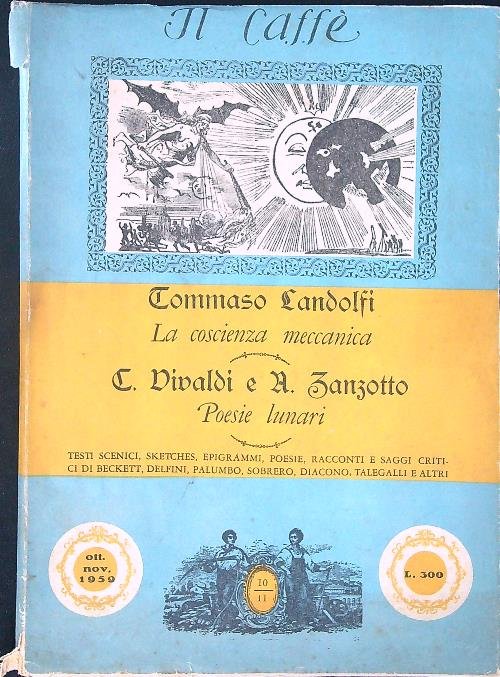 Il Caffè
Tommaso Landolfi
La coscienza meccanica
C. Vivaldi e A. Zanzotto
Poesie lunari
TESTI SCENICI, SKETCHES, EPIGRAMMI, POESIE, RACCONTI E SAGGI CRITI-
CI DI BECKETT, DELFINI, PALUMBO, SOBRERO, DIACONO, TALEGALLI E ALTRI
ott.
nov.
1959
10
11
L. 300